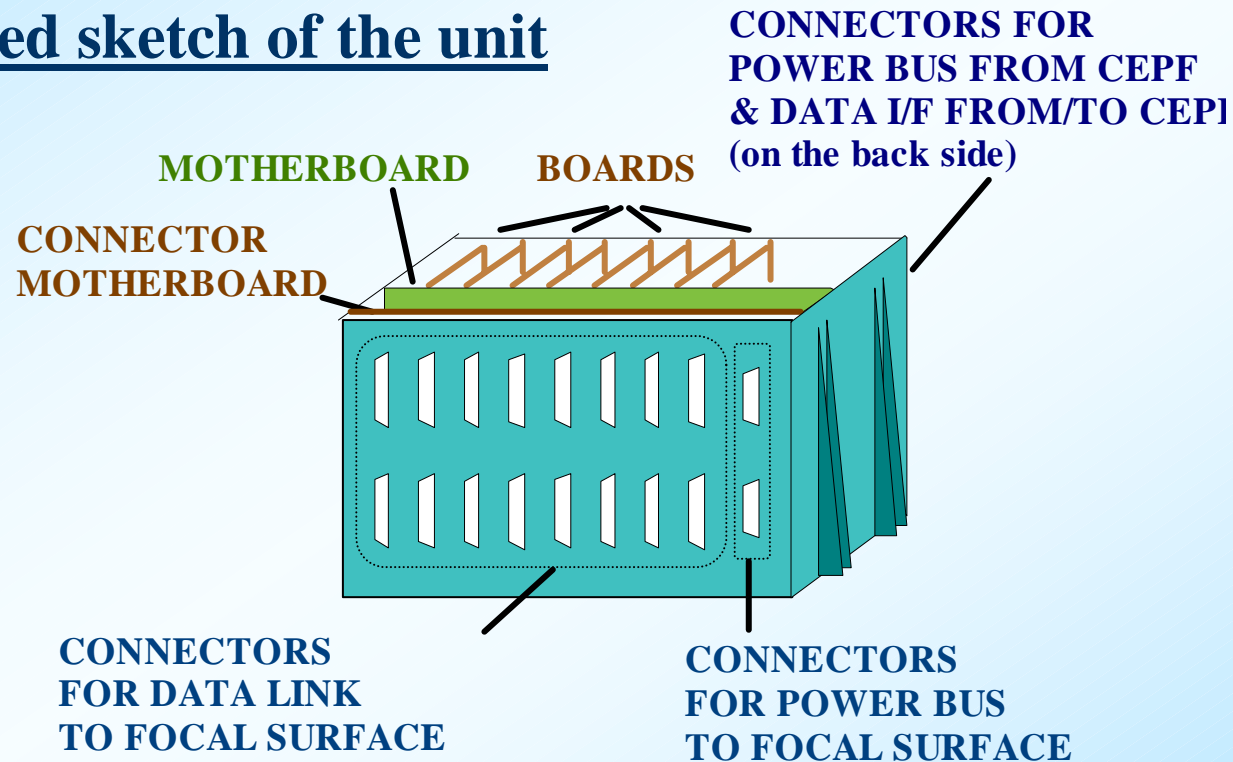 ed sketch of the unit
CONNECTORS FOR
POWER BUS FROM CEPF
& DATA I/F FROM/TO CEP
(on the back side)
MOTHERBOARD
BOARDS
CONNECTOR
MOTHERBOARD
CONNECTORS
FOR DATA LINK
TO FOCAL SURFACE
CONNECTORS
FOR POWER BUS
TO FOCAL SURFACE